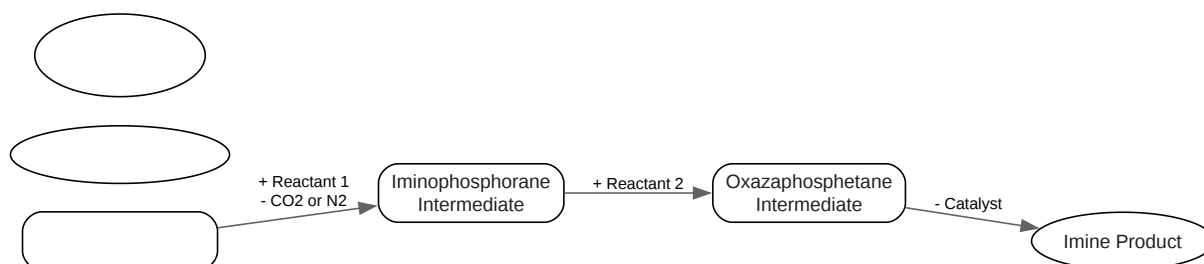 + Reactant 1
- CO2 or N2
Iminophosphorane
Intermediate
+ Reactant 2
Oxazaphosphetane
Intermediate
- Catalyst
Imine Product